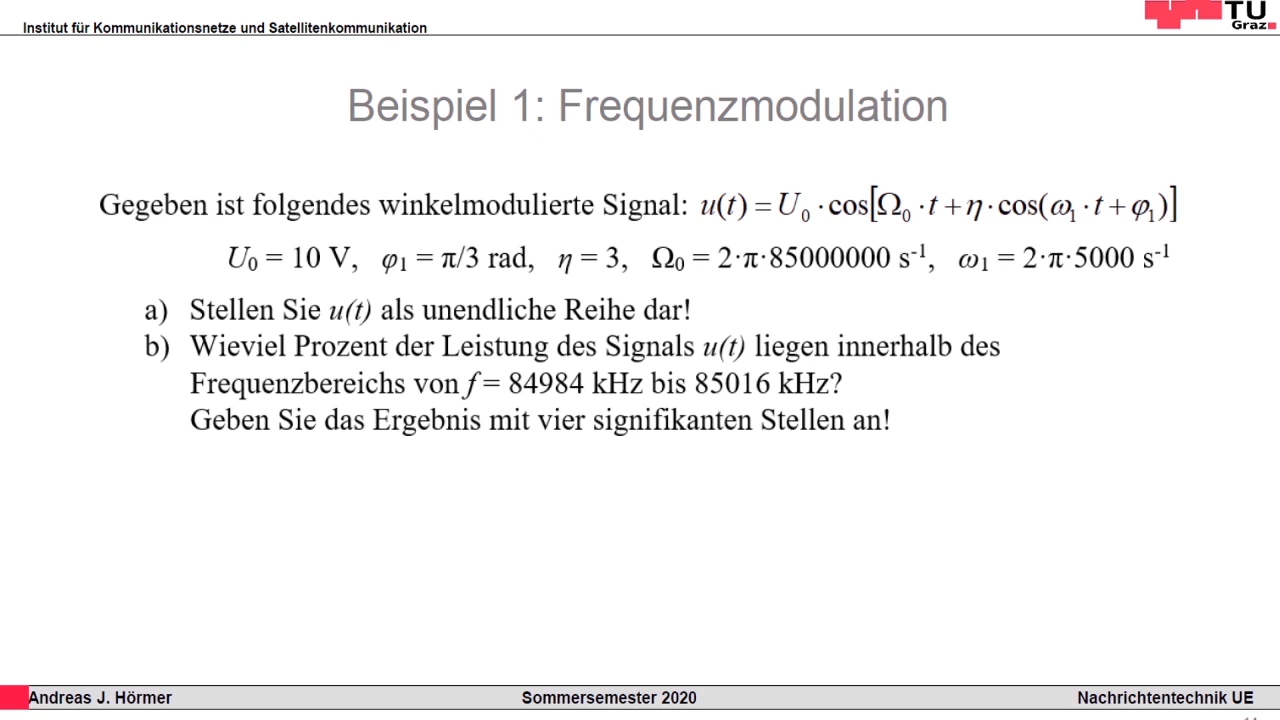 Institut für Kommunikationsnetze und Satellitenkommunikation
TU
Graz
Beispiel 1: Frequenzmodulation
Gegeben ist folgendes winkelmodulierte Signal: u(t) = U₀ · cos[Ω₀ · t + η · cos(ω₁ · t + φ₁)]
U₀ = 10 V, φ₁ = π/3 rad, η = 3, Ω₀ = 2·π·85000000 s⁻¹, ω₁ = 2·π·5000 s⁻¹
a) Stellen Sie u(t) als unendliche Reihe dar!
b) Wieviel Prozent der Leistung des Signals u(t) liegen innerhalb des
Frequenzbereichs von f = 84984 kHz bis 85016 kHz?
Geben Sie das Ergebnis mit vier signifikanten Stellen an!
Andreas J. Hörmer Sommersemester 2020 Nachrichtentechnik UE